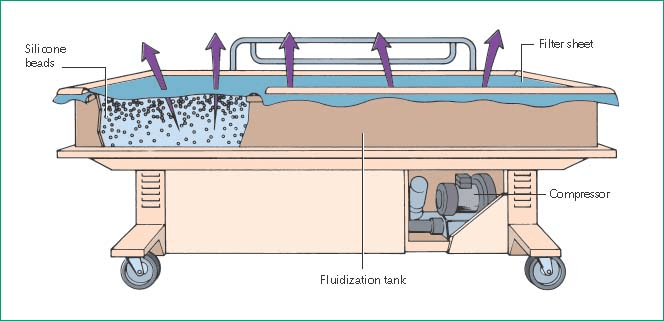 Silicone
beads
Filter sheet
Compressor
Fluidization tank